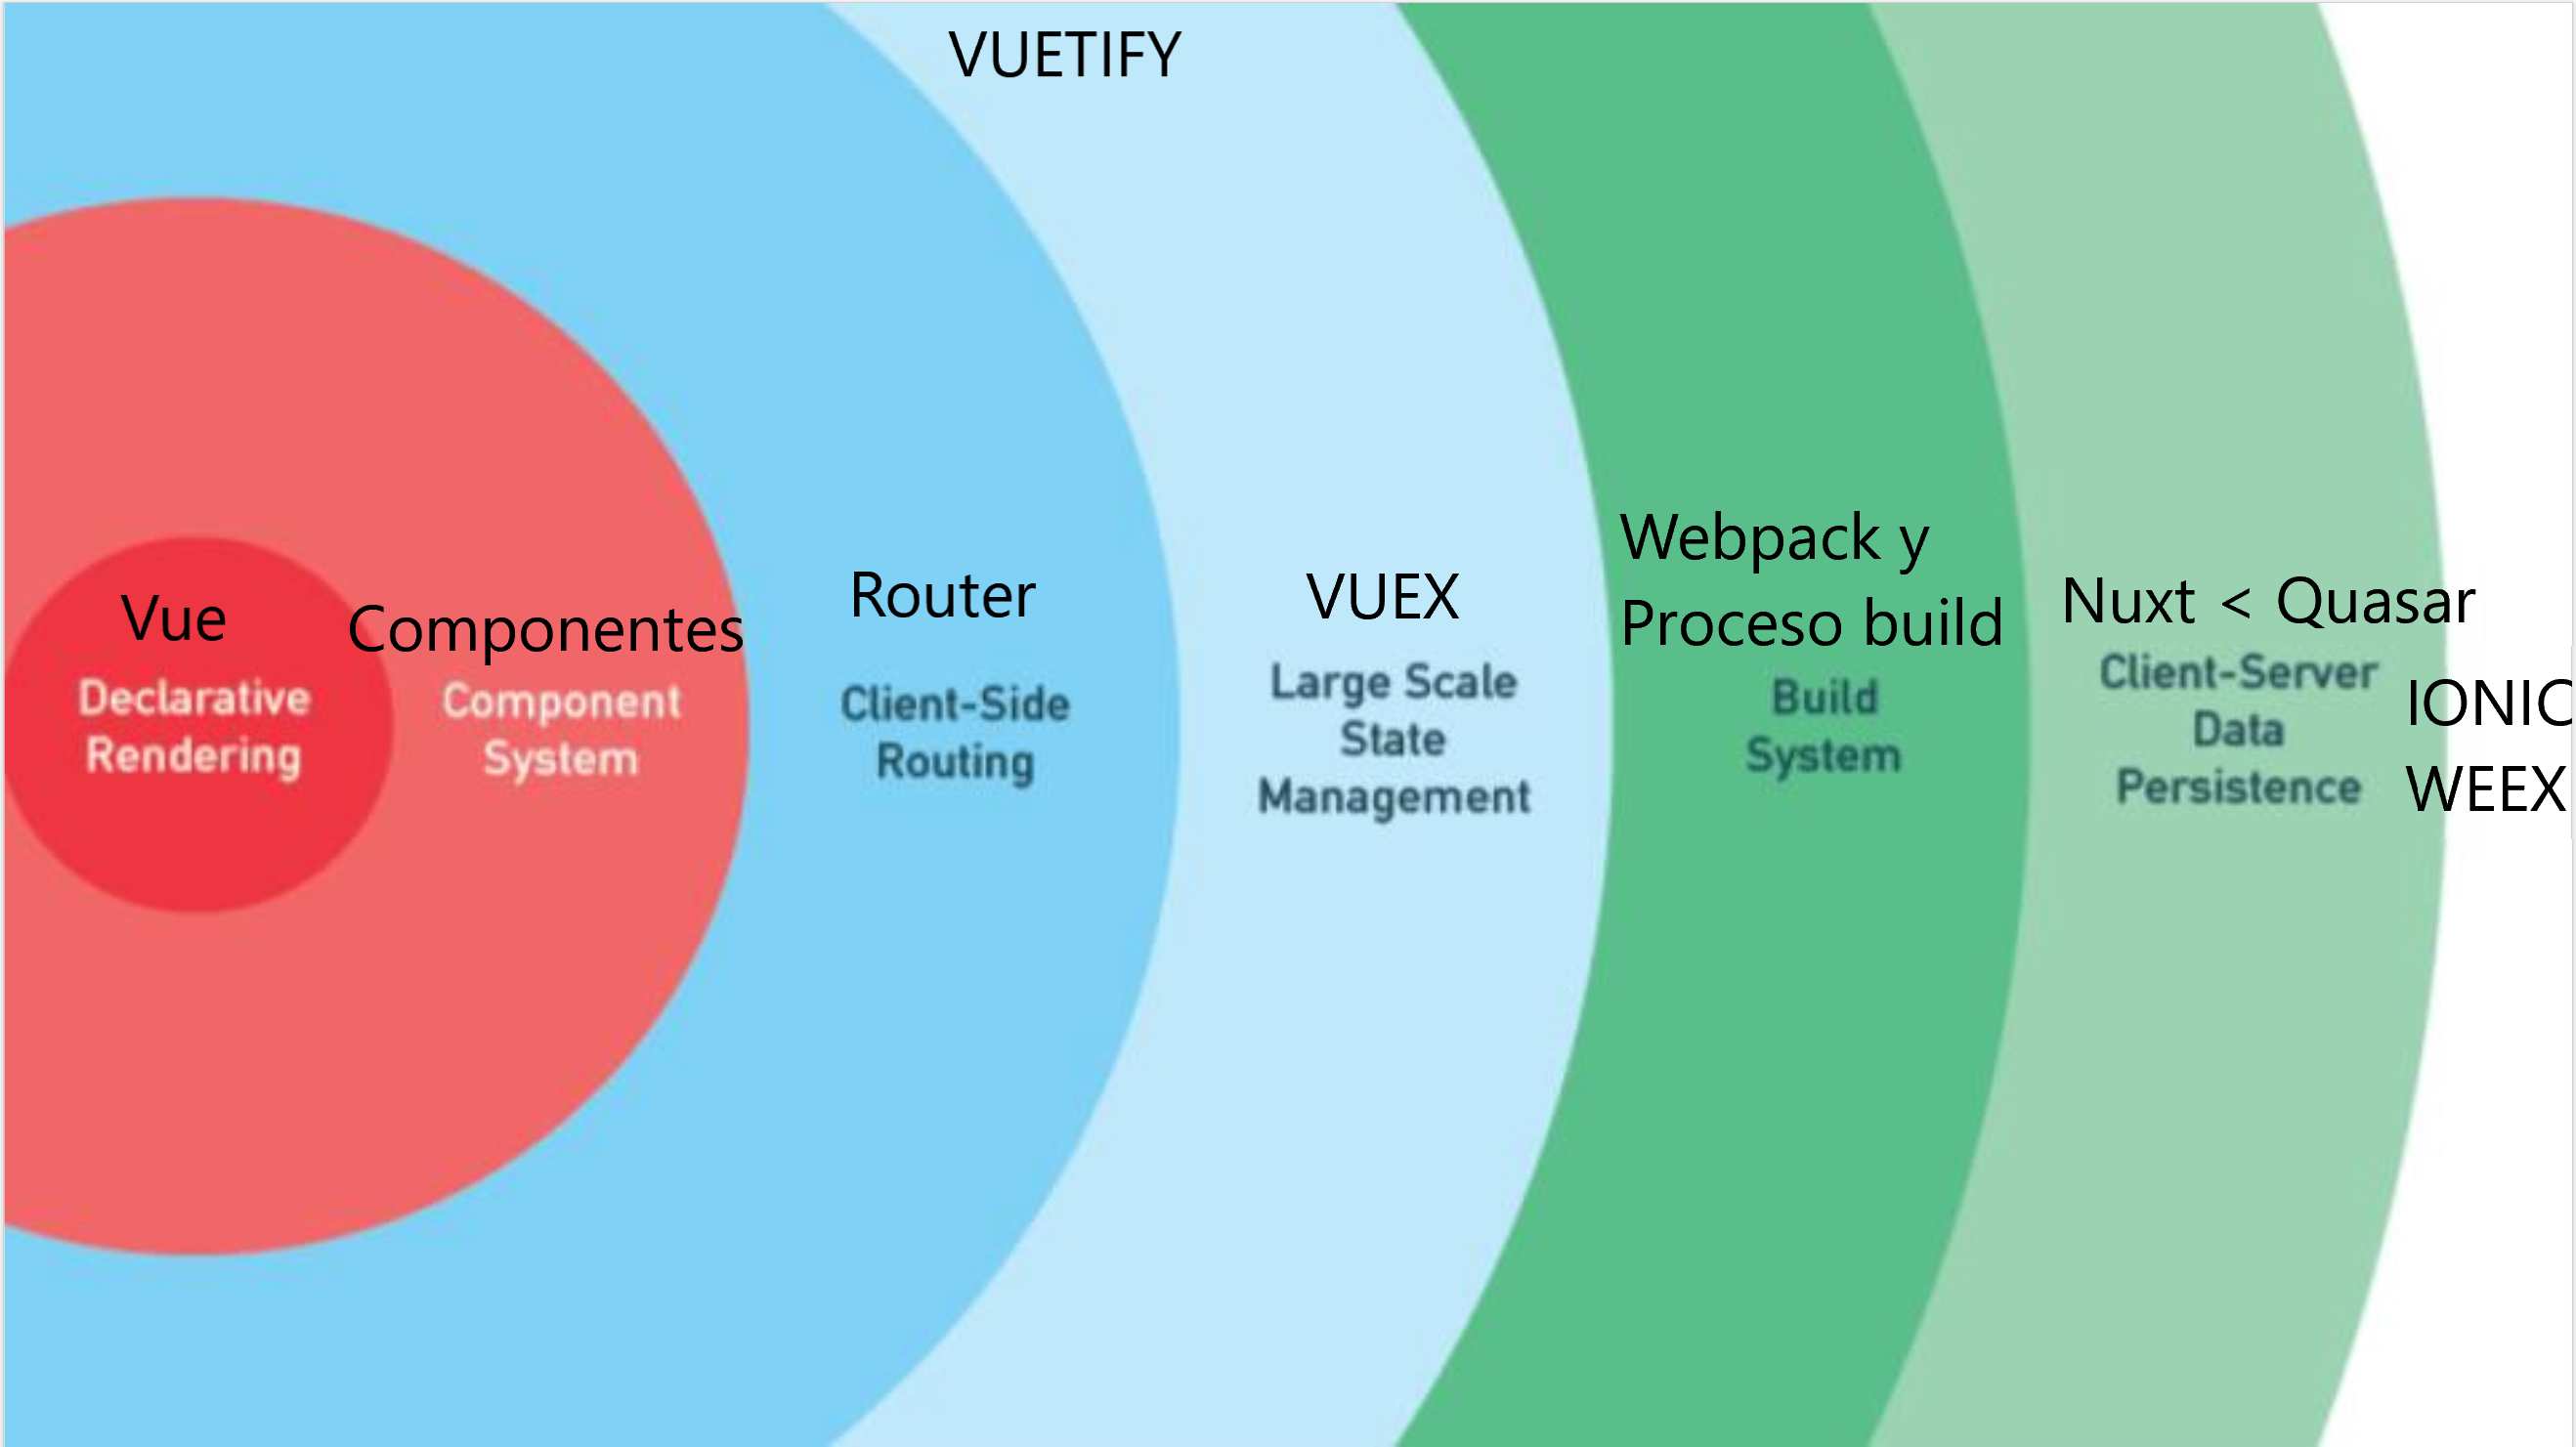 VUETIFY
Vue
Declarative
Rendering
Componentes
Component
System
Router
Client-Side
Routing
VUEX
Large Scale
State
Management
Webpack y
Proceso build
Build
System
Nuxt < Quasar
Client-Server
Data
Persistence
IONIC
WEEX